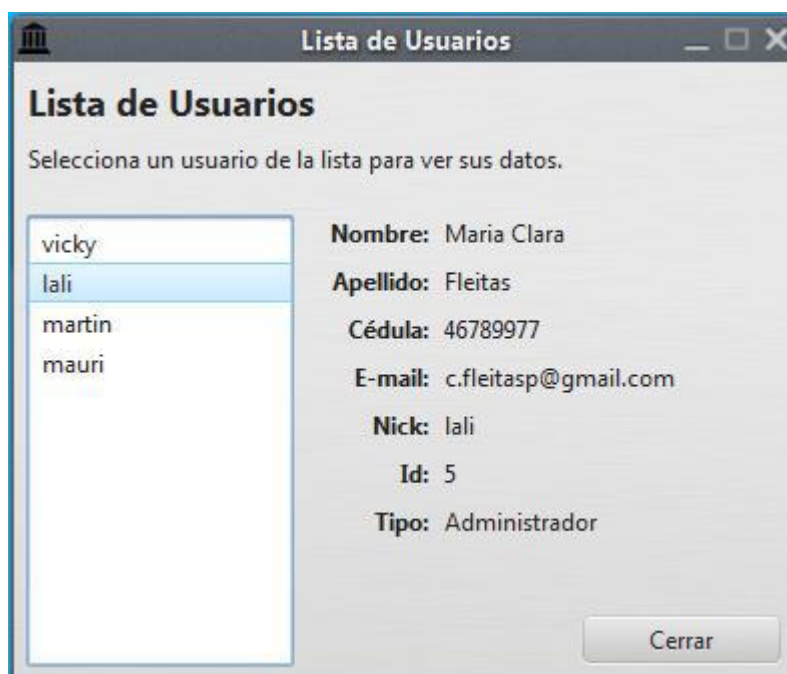 Lista de Usuarios
Lista de Usuarios
Selecciona un usuario de la lista para ver sus datos.
vicky
lali
martin
mauri
Nombre: Maria Clara
Apellido: Fleitas
Cédula: 46789977
E-mail: c.fleitasp@gmail.com
Nick: lali
Id: 5
Tipo: Administrador
Cerrar